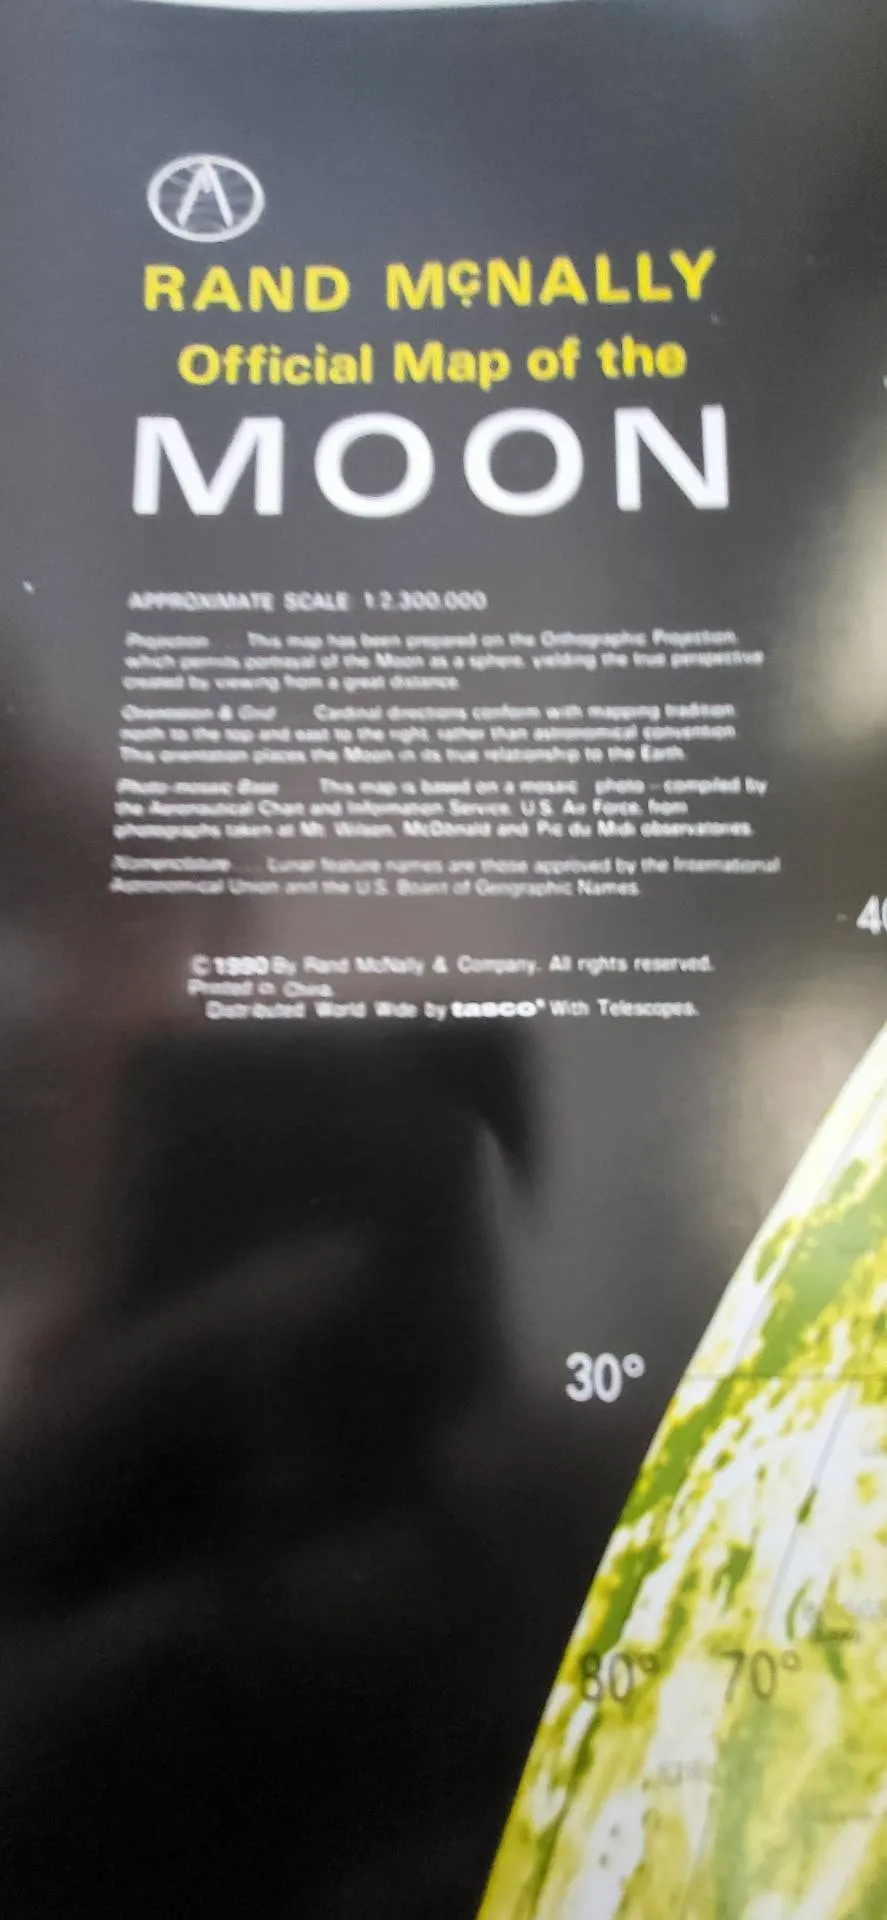 RAND McNALLY
Official Map of the
MOON
APPROXIMATE SCALE 1:2,300,000
Projection This map has been prepared on the Orthographic Projection,
which permits portrayal of the Moon as a sphere, yielding the true perspective
created by viewing from a great distance.
Orientation & Grid Cardinal directions conform with mapping tradition
north to the top and east to the right, rather than astronomical convention.
This orientation places the Moon in its true relationship to the Earth.
Photo-mosaic Base This map is based on a mosaic photo - compiled by
the Aeronautical Chart and Information Service, U.S. Air Force, from
photographs taken at Mt. Wilson, McDonald and Pic du Midi observatories.
Nomenclature Lunar feature names are those approved by the International
Astronomical Union and the U.S. Board of Geographic Names.
40
© 1990 By Rand McNally & Company. All rights reserved.
Printed in China.
Distributed World Wide by tasco® With Telescopes.
30°
80° 70°